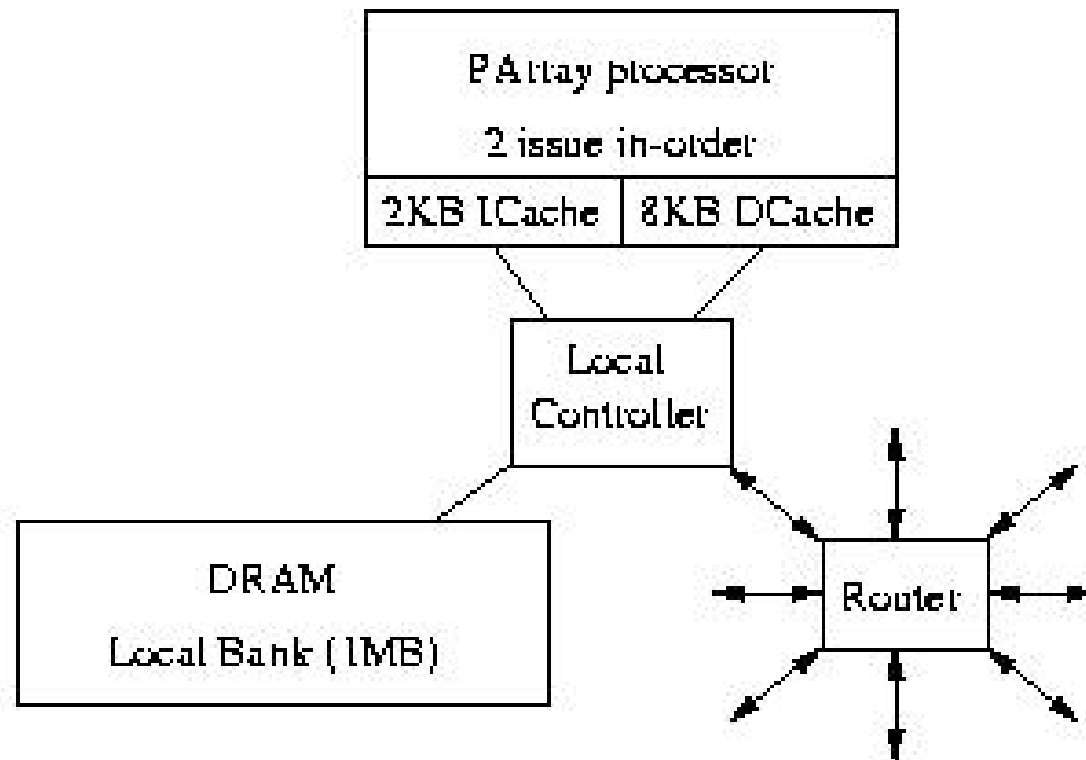 PArray processor
2 issue in-order
2KB ICache
8KB DCache
Local
Controller
DRAM
Local Bank (1MB)
Router